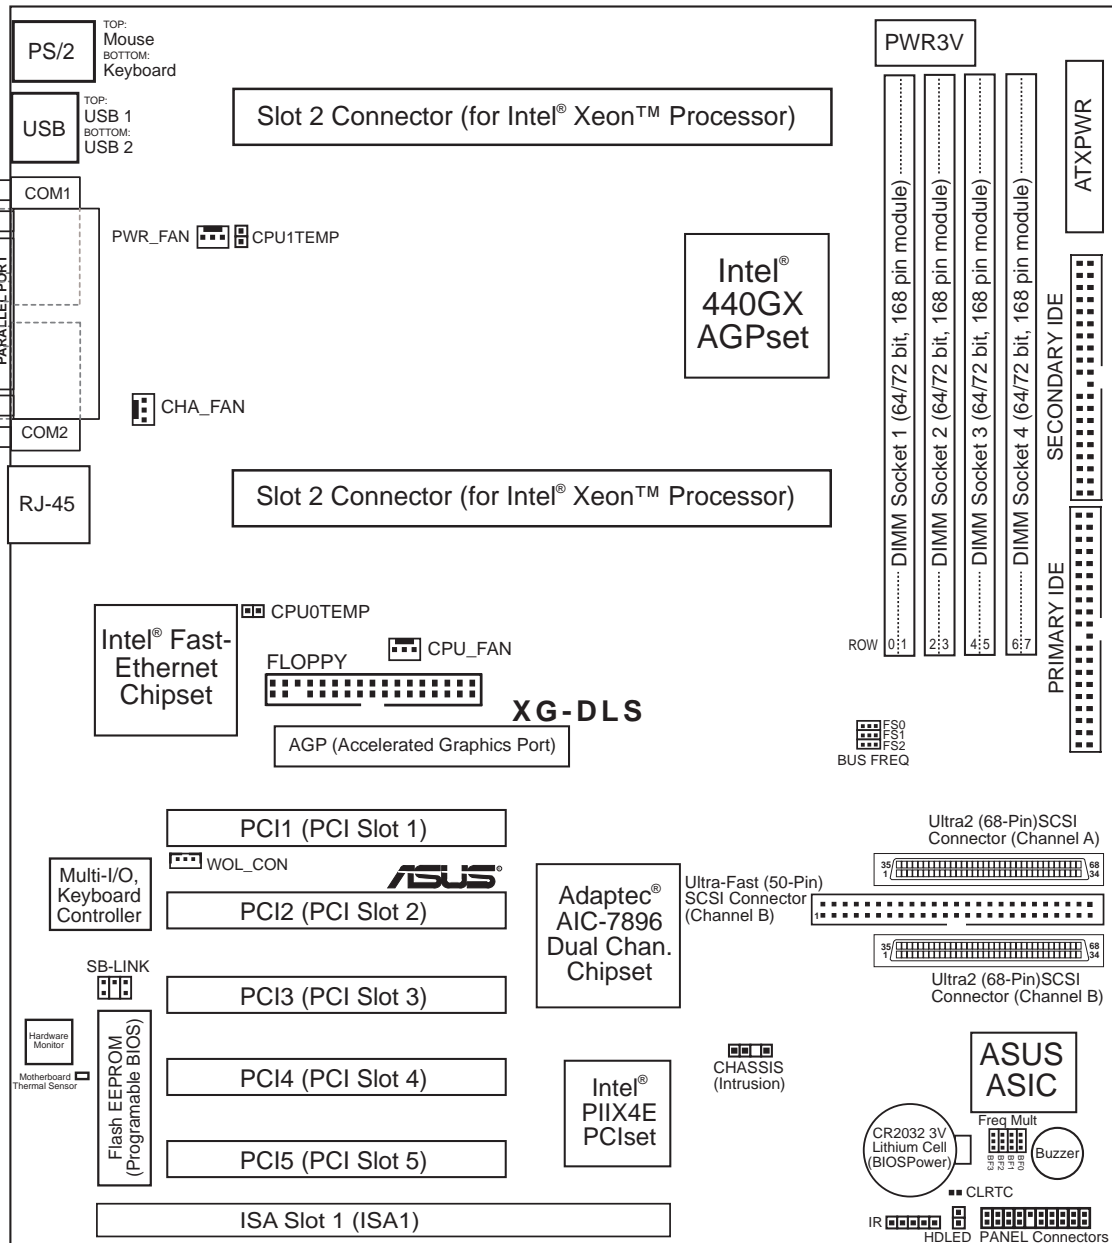 PS/2
TOP:
Mouse
BOTTOM:
Keyboard
PWR3V
USB
TOP:
USB 1
BOTTOM:
USB 2
Slot 2 Connector (for Intel® Xeon™ Processor)
ATXPWR
COM1
PARALLEL PORT
COM2
PWR_FAN
CPU1TEMP
Intel®
440GX
AGPset
DIMM Socket 1 (64/72 bit, 168 pin module)
DIMM Socket 2 (64/72 bit, 168 pin module)
DIMM Socket 3 (64/72 bit, 168 pin module)
DIMM Socket 4 (64/72 bit, 168 pin module)
SECONDARY IDE
CHA_FAN
RJ-45
Slot 2 Connector (for Intel® Xeon™ Processor)
PRIMARY IDE
ROW 0 1 2 3 4 5 6 7
Intel® Fast-
Ethernet
Chipset
CPU0TEMP
CPU_FAN
FLOPPY
XG-DLS
AGP (Accelerated Graphics Port)
FS0
FS1
FS2
BUS FREQ
PCI1 (PCI Slot 1)
WOL_CON
ASUS®
Multi-I/O,
Keyboard
Controller
PCI2 (PCI Slot 2)
Adaptec®
AIC-7896
Dual Chan.
Chipset
Ultra2 (68-Pin)SCSI
Connector (Channel A)
35 68
1 34
Ultra-Fast (50-Pin)
SCSI Connector
(Channel B)
1
35 68
1 34
Ultra2 (68-Pin)SCSI
Connector (Channel B)
SB-LINK
PCI3 (PCI Slot 3)
Hardware
Monitor
Motherboard
Thermal Sensor
Flash EEPROM
(Programable BIOS)
PCI4 (PCI Slot 4)
Intel®
PIIX4E
PCIset
CHASSIS
(Intrusion)
ASUS
ASIC
PCI5 (PCI Slot 5)
CR2032 3V
Lithium Cell
(BIOSPower)
Freq Mult
BF3
BF2
BF1
BF0
Buzzer
CLRTC
ISA Slot 1 (ISA1)
IR
HDLED
PANEL Connectors